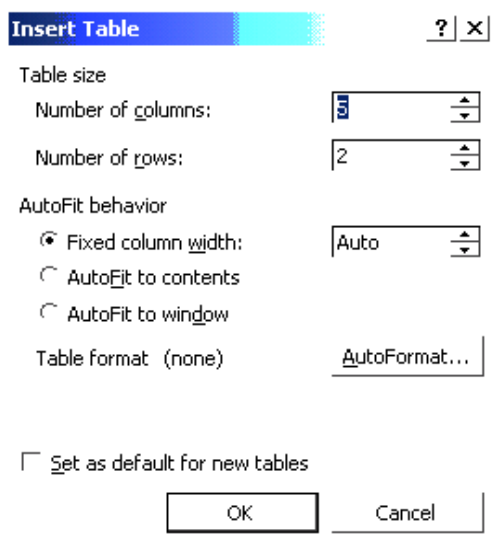 Insert Table ? ×
Table size
Number of columns: 5
Number of rows: 2
AutoFit behavior
Fixed column width: Auto
AutoFit to contents
AutoFit to window
Table format (none) AutoFormat...
Set as default for new tables
OK Cancel